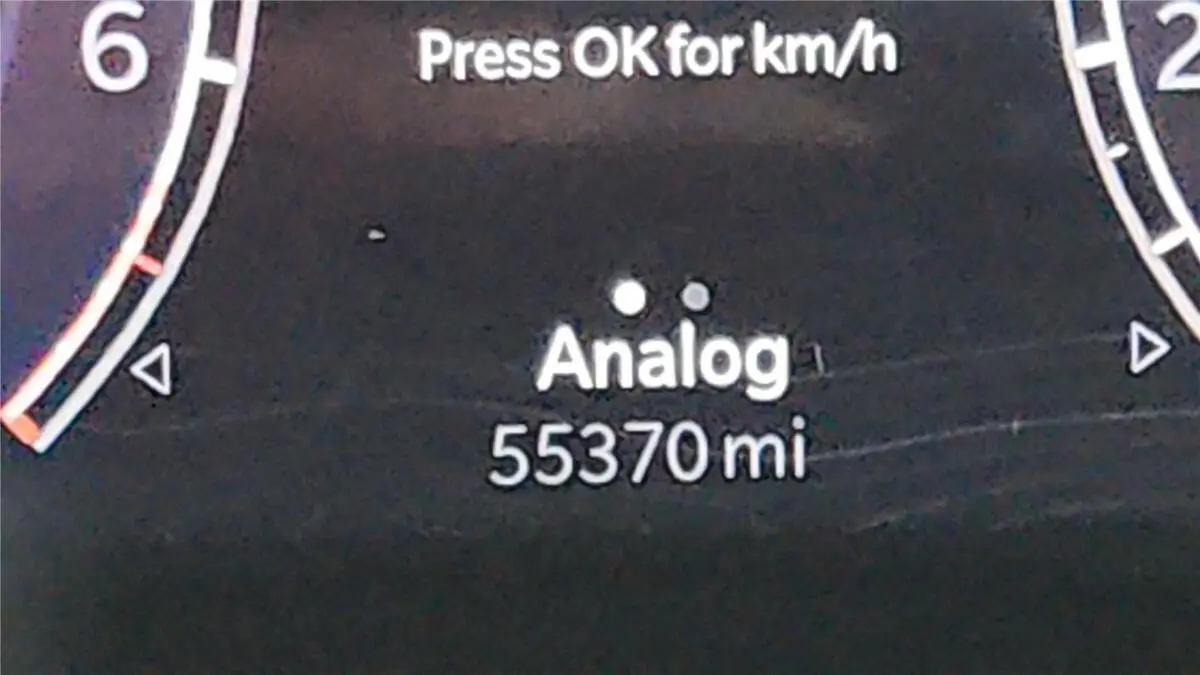 6
Press OK for km/h
2
Analog
55370 mi